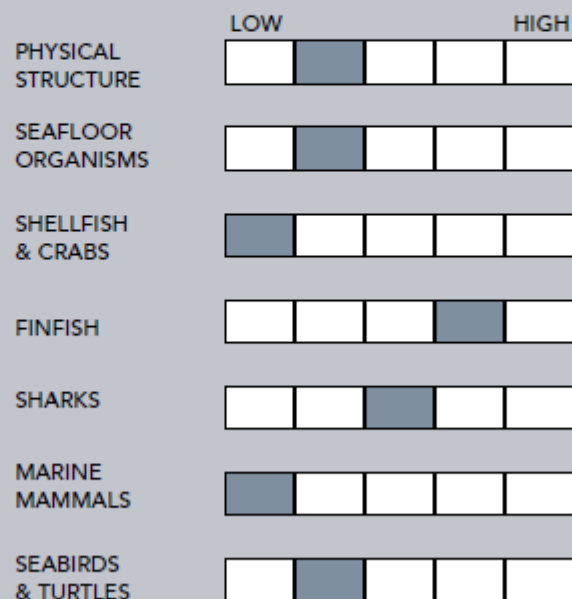 LOW HIGH
PHYSICAL
STRUCTURE
SEAFLOOR
ORGANISMS
SHELLFISH
& CRABS
FINFISH
SHARKS
MARINE
MAMMALS
SEABIRDS
& TURTLES